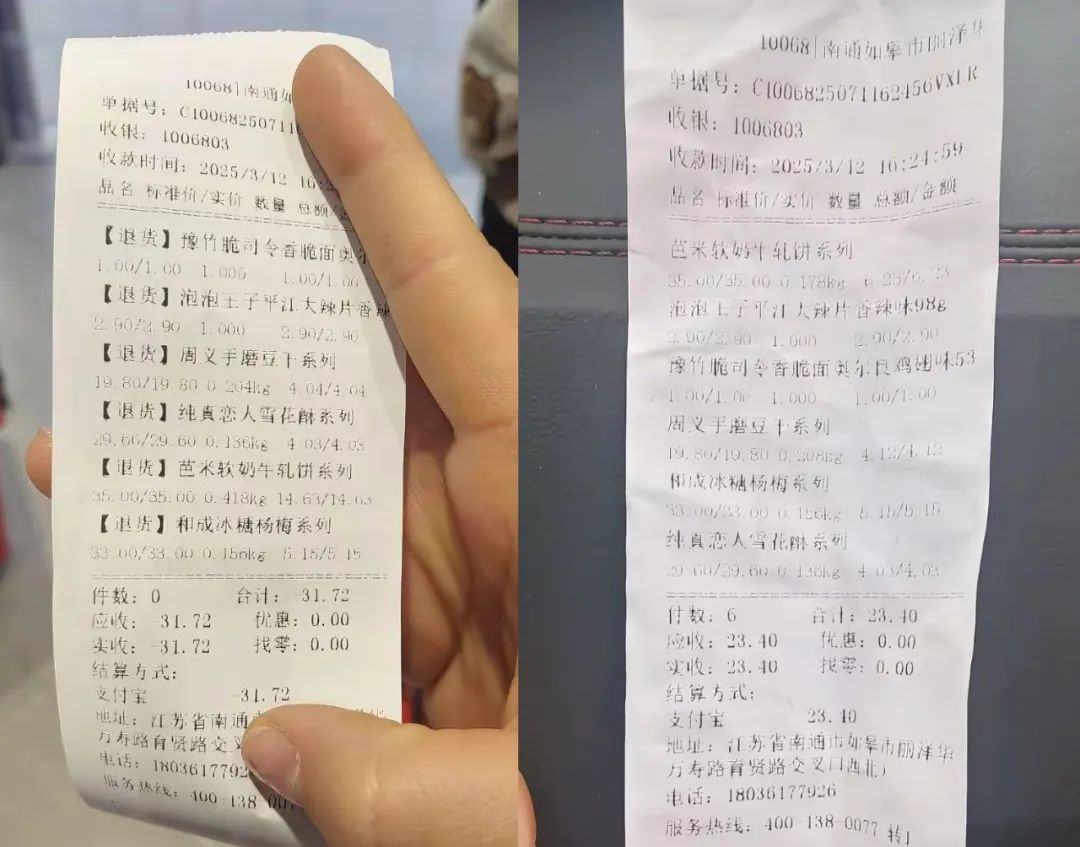 10068|南通如
单据号: C100682507116
收银: 1006803
收款时间: 2025/3/12 16:2
品名 标准价/实价 数量 总额/金
【退货】豫竹脆司令香脆面奥尔
1.00/1.00 1.000 1.00/1.00
【退货】泡泡王子平江大辣片香辣
2.90/2.90 1.000 2.90/2.90
【退货】周义手磨豆干系列
19.80/19.80 0.204kg 4.04/4.04
【退货】纯真恋人雪花酥系列
29.60/29.60 0.136kg 4.03/4.03
【退货】芭米软奶牛轧饼系列
35.00/35.00 0.418kg 14.63/14.63
【退货】和成冰糖杨梅系列
33.00/33.00 0.156kg 5.15/5.15
件数: 0 合计: -31.72
应收: -31.72 优惠: 0.00
实收: -31.72 找零: 0.00
结算方式:
支付宝 -31.72
地址: 江苏省南通
万寿路育贤路交叉
电话: 1803617792
服务热线: 400-138-007
10068|南通如皋市丽泽华
单据号: C1006825071162456VXLR
收银: 1006803
收款时间: 2025/3/12 16:24:59
品名 标准价/实价 数量 总额/金额
芭米软奶牛轧饼系列
35.00/35.00 0.178kg 6.23/6.23
泡泡王子平江大辣片香辣味98g
2.90/2.90 1.000 2.90/2.90
豫竹脆司令香脆面奥尔良鸡翅味53
1.00/1.00 1.000 1.00/1.00
周义手磨豆干系列
19.80/19.80 0.208kg 4.12/4.12
和成冰糖杨梅系列
33.00/33.00 0.156kg 5.15/5.15
纯真恋人雪花酥系列
29.60/29.60 0.136kg 4.03/4.03
件数: 6 合计: 23.40
应收: 23.40 优惠: 0.00
实收: 23.40 找零: 0.00
结算方式:
支付宝 23.40
地址: 江苏省南通市如皋市丽泽华
万寿路育贤路交叉口西北)
电话: 18036177926
服务热线: 400-138-0077 转1